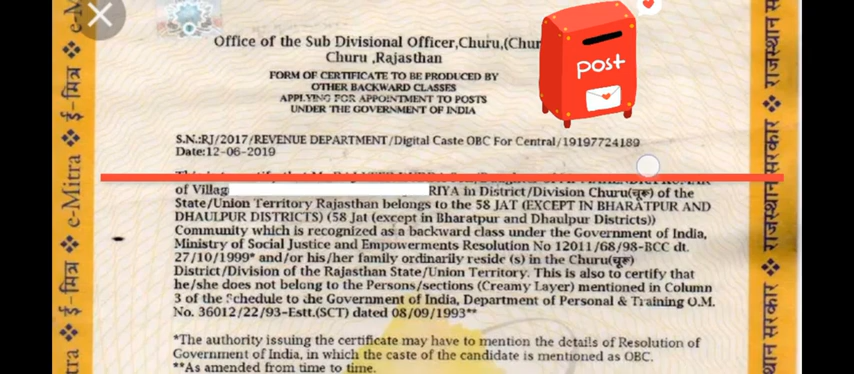 Office of the Sub Divisional Officer,Churu,(Chur
Churu ,Rajasthan
FORM OF CERTIFICATE TO BE PRODUCED BY
OTHER BACKWARD CLASSES
APPLYING FOR APPOINTMENT TO POSTS
UNDER THE GOVERNMENT OF INDIA
post
S.N.:RJ/2017/REVENUE DEPARTMENT/Digital Caste OBC For Central/19197724189
Date:12-06-2019
of Villag RIYA in District/Division Churu(चूरू) of the
State/Union Territory Rajasthan belongs to the 58 JAT (EXCEPT IN BHARATPUR AND
DHAULPUR DISTRICTS) (58 Jat (except in Bharatpur and Dhaulpur Districts))
Community which is recognized as a backward class under the Government of India,
Ministry of Social Justice and Empowerments Resolution No 12011/68/98-BCC dt.
27/10/1999* and/or his/her family ordinarily reside (s) in the Churu(चूरू)
District/Division of the Rajasthan State/Union Territory. This is also to certify that
he/she does not belong to the Persons/sections (Creamy Layer) mentioned in Column
3 of the Schedule to the Government of India, Department of Personal & Training O.M.
No. 36012/22/93-Estt.(SCT) dated 08/09/1993**
*The authority issuing the certificate may have to mention the details of Resolution of
Government of India, in which the caste of the candidate is mentioned as OBC.
**As amended from time to time.
tra ❖ ई-मित्र ❖ e-Mitra ❖ ई-मित्र ❖ e-Mi
राजस्थान सरकार ❖ राजस्थान सरकार ❖ राजस्थान